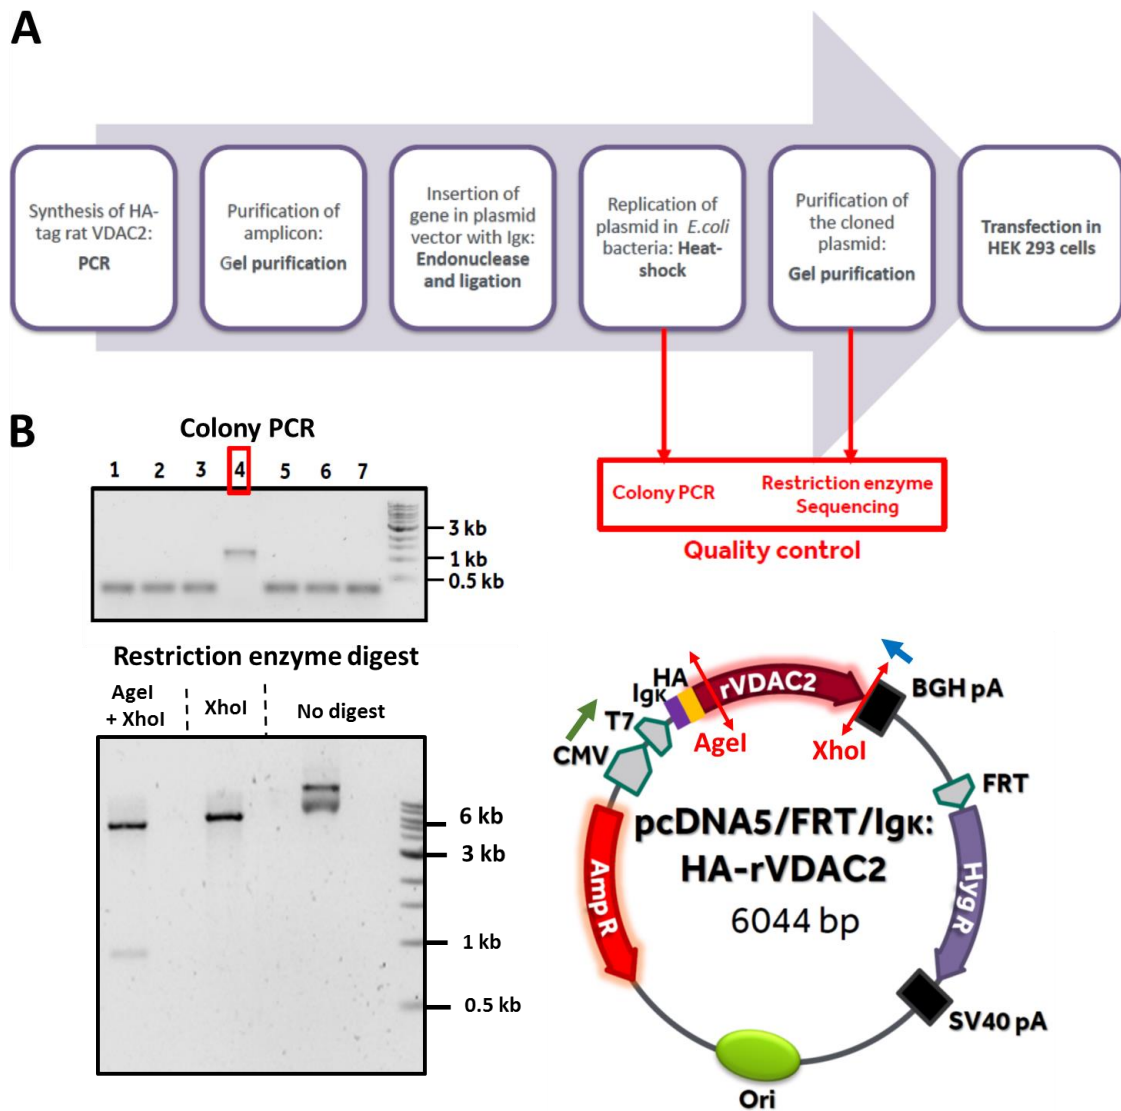 A
Synthesis of HA-
tag rat VDAC2:
PCR
Purification of
amplicon:
Gel purification
Insertion of
gene in plasmid
vector with Igκ:
Endonuclease
and ligation
Replication of
plasmid in E.coli
bacteria: Heat-
shock
Purification of
the cloned
plasmid:
Gel purification
Transfection in
HEK 293 cells
Colony PCR
Restriction enzyme
Sequencing
Quality control
B
Colony PCR
1 2 3 4 5 6 7
3 kb
1 kb
0.5 kb
Restriction enzyme digest
AgeI
+ XhoI
XhoI
No digest
6 kb
3 kb
1 kb
0.5 kb
CMV
T7
Igκ
HA
rVDAC2
BGH pA
AgeI
XhoI
FRT
pcDNA5/FRT/Igκ:
HA-rVDAC2
6044 bp
Amp R
Hyg R
SV40 pA
Ori